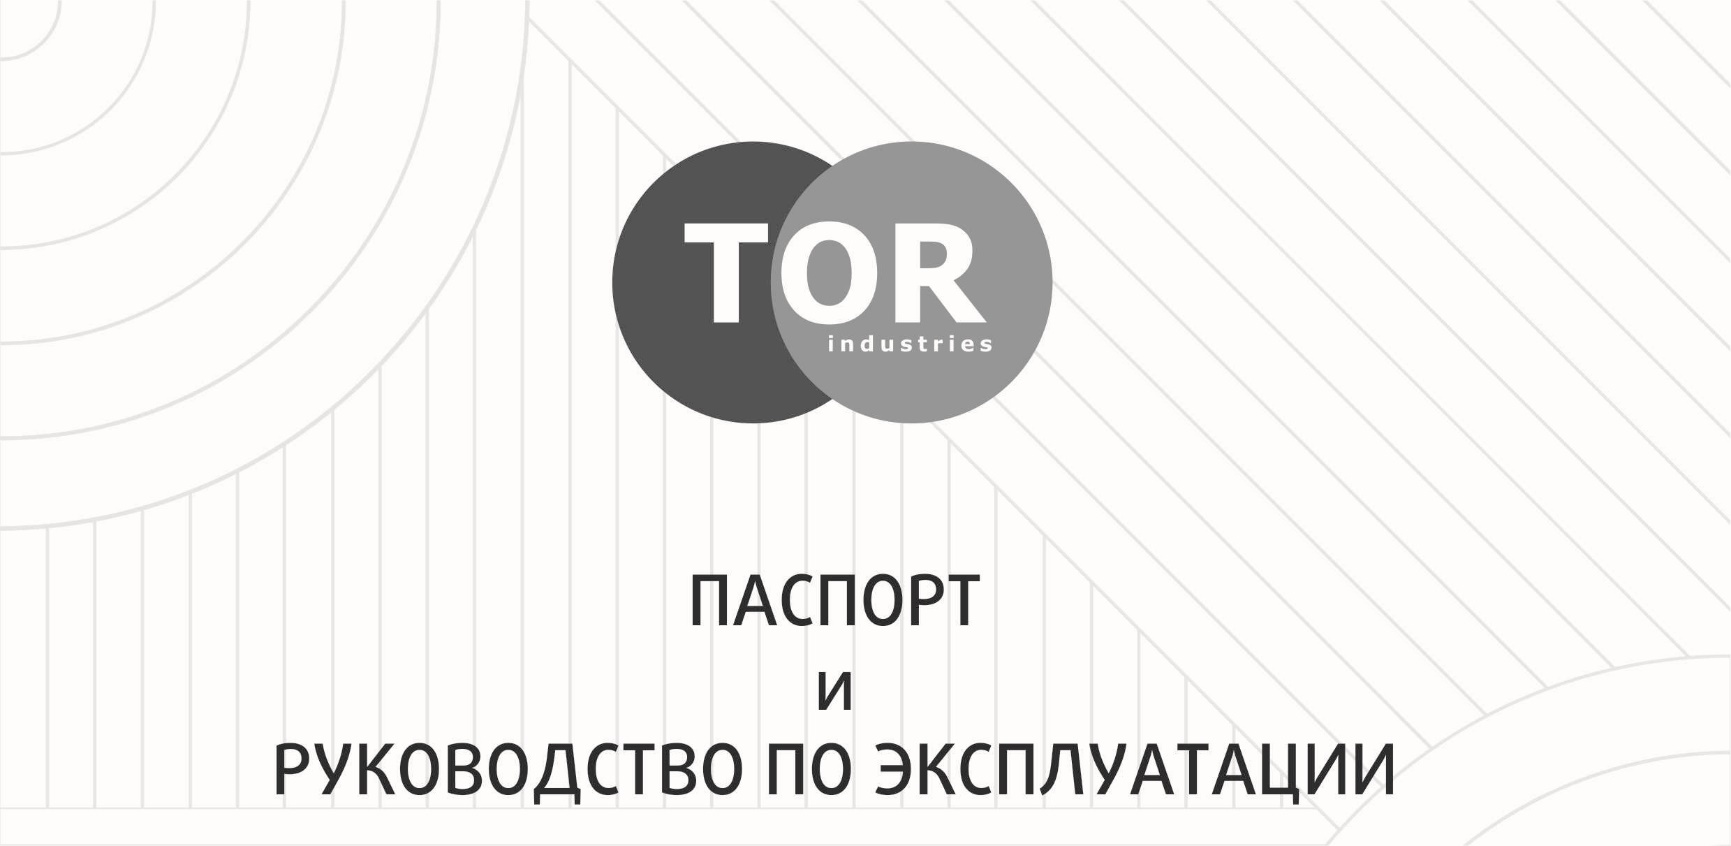 TOR
industries
ПАСПОРТ
и
РУКОВОДСТВО ПО ЭКСПЛУАТАЦИИ